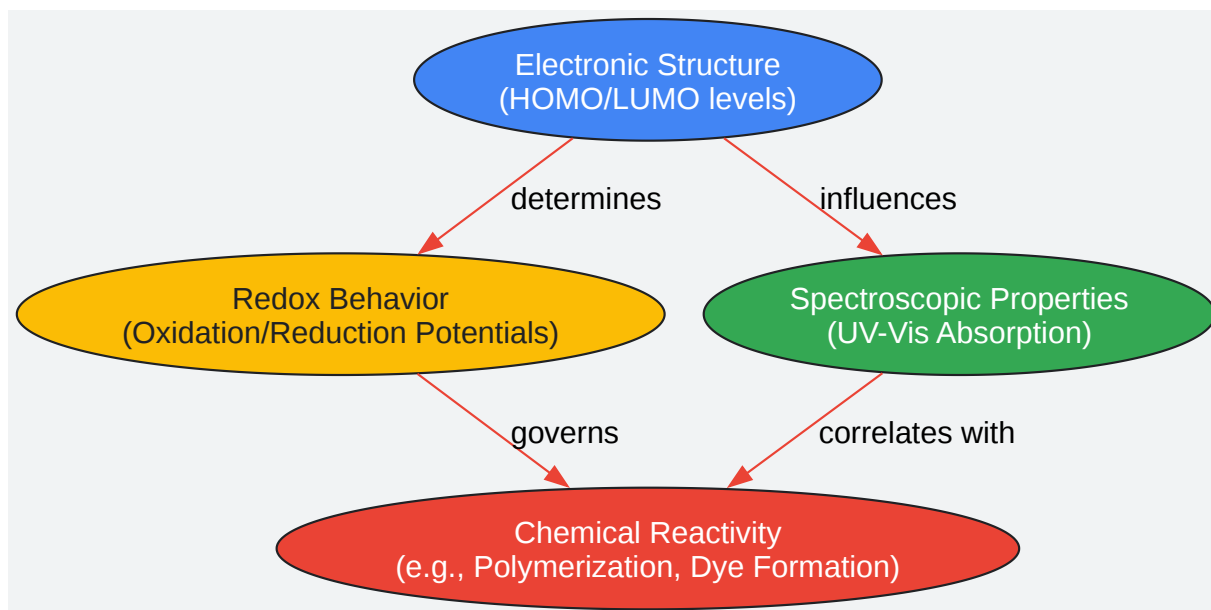 Electronic Structure
(HOMO/LUMO levels)
determines
influences
Redox Behavior
(Oxidation/Reduction Potentials)
Spectroscopic Properties
(UV-Vis Absorption)
governs
correlates with
Chemical Reactivity
(e.g., Polymerization, Dye Formation)